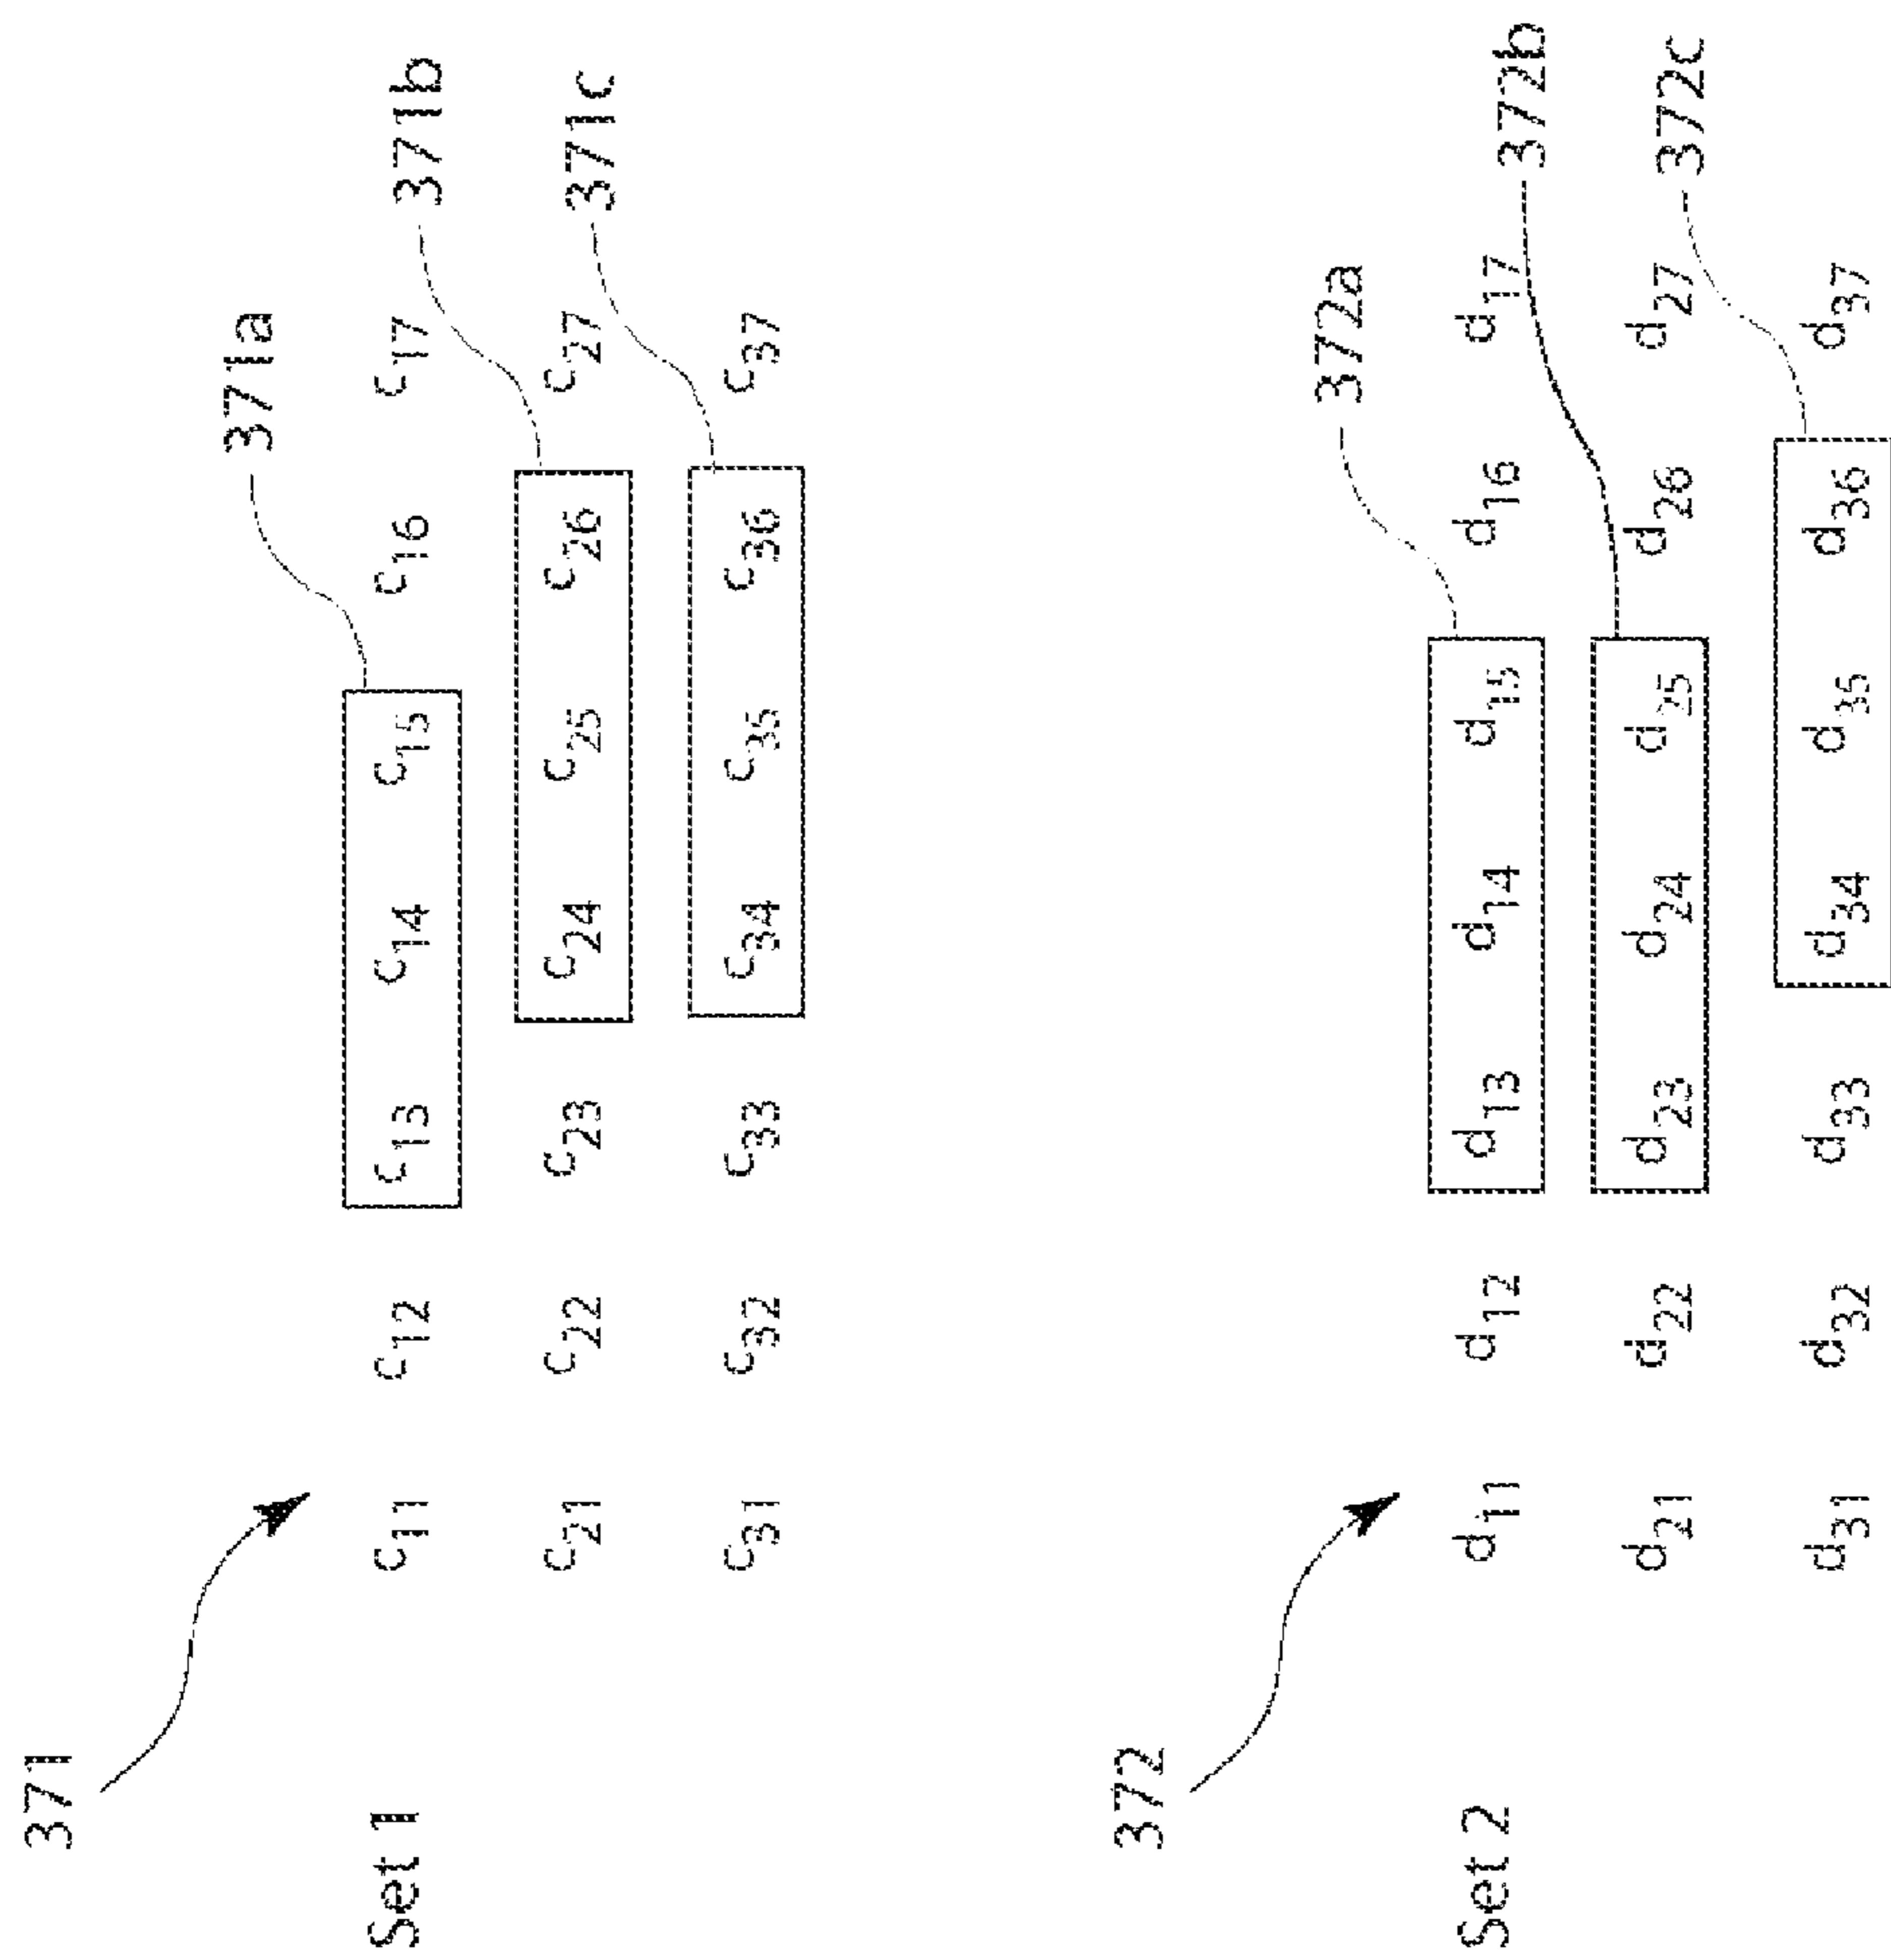 371
371a
371b
371c
Set 1 c11 c12 c13 c14 c15 c16 c17
c21 c22 c23 c24 c25 c26 c27
c31 c32 c33 c34 c35 c36 c37
372
372a
372b
372c
Set 2 d11 d12 d13 d14 d15 d16 d17
d21 d22 d23 d24 d25 d26 d27
d31 d32 d33 d34 d35 d36 d37